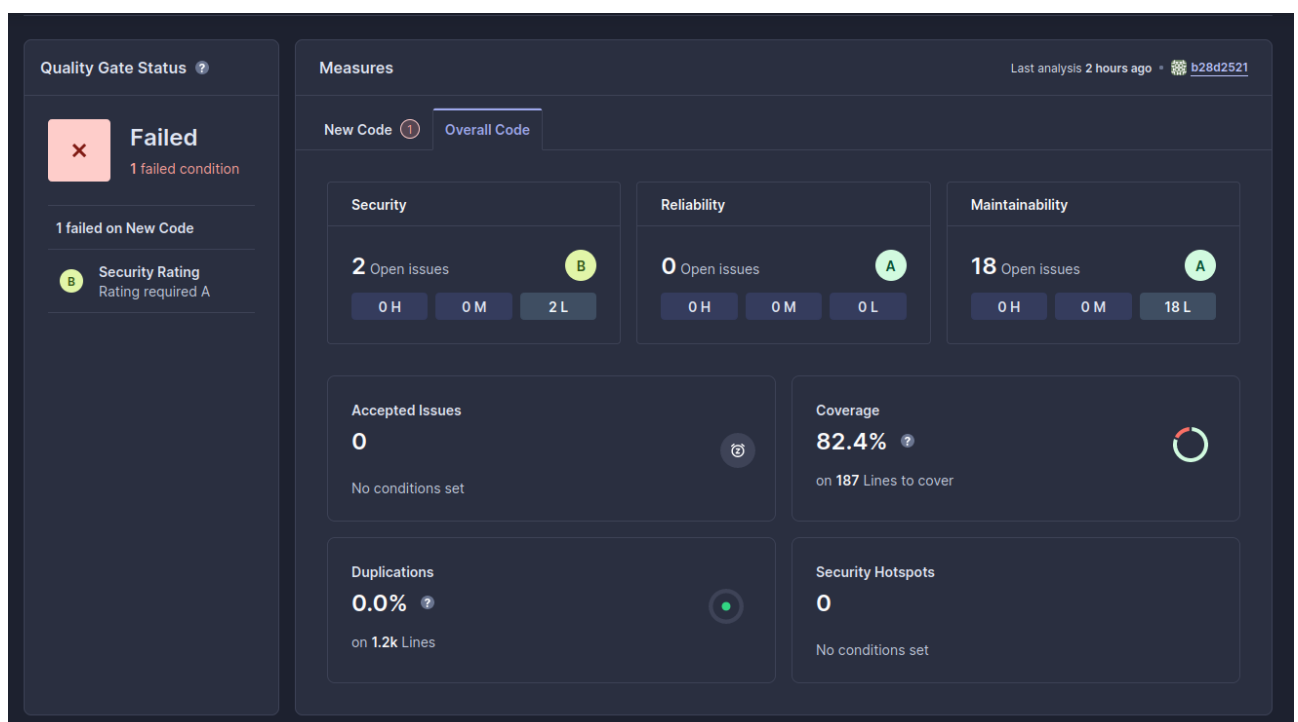 Quality Gate Status ?
Failed
1 failed condition
1 failed on New Code
B
Security Rating
Rating required A
Measures
Last analysis 2 hours ago • b28d2521
New Code 1
Overall Code
Security
2 Open issues
B
0 H
0 M
2 L
Reliability
0 Open issues
A
0 H
0 M
0 L
Maintainability
18 Open issues
A
0 H
0 M
18 L
Accepted Issues
0
No conditions set
Coverage
82.4% ?
on 187 Lines to cover
Duplications
0.0% ?
on 1.2k Lines
Security Hotspots
0
No conditions set